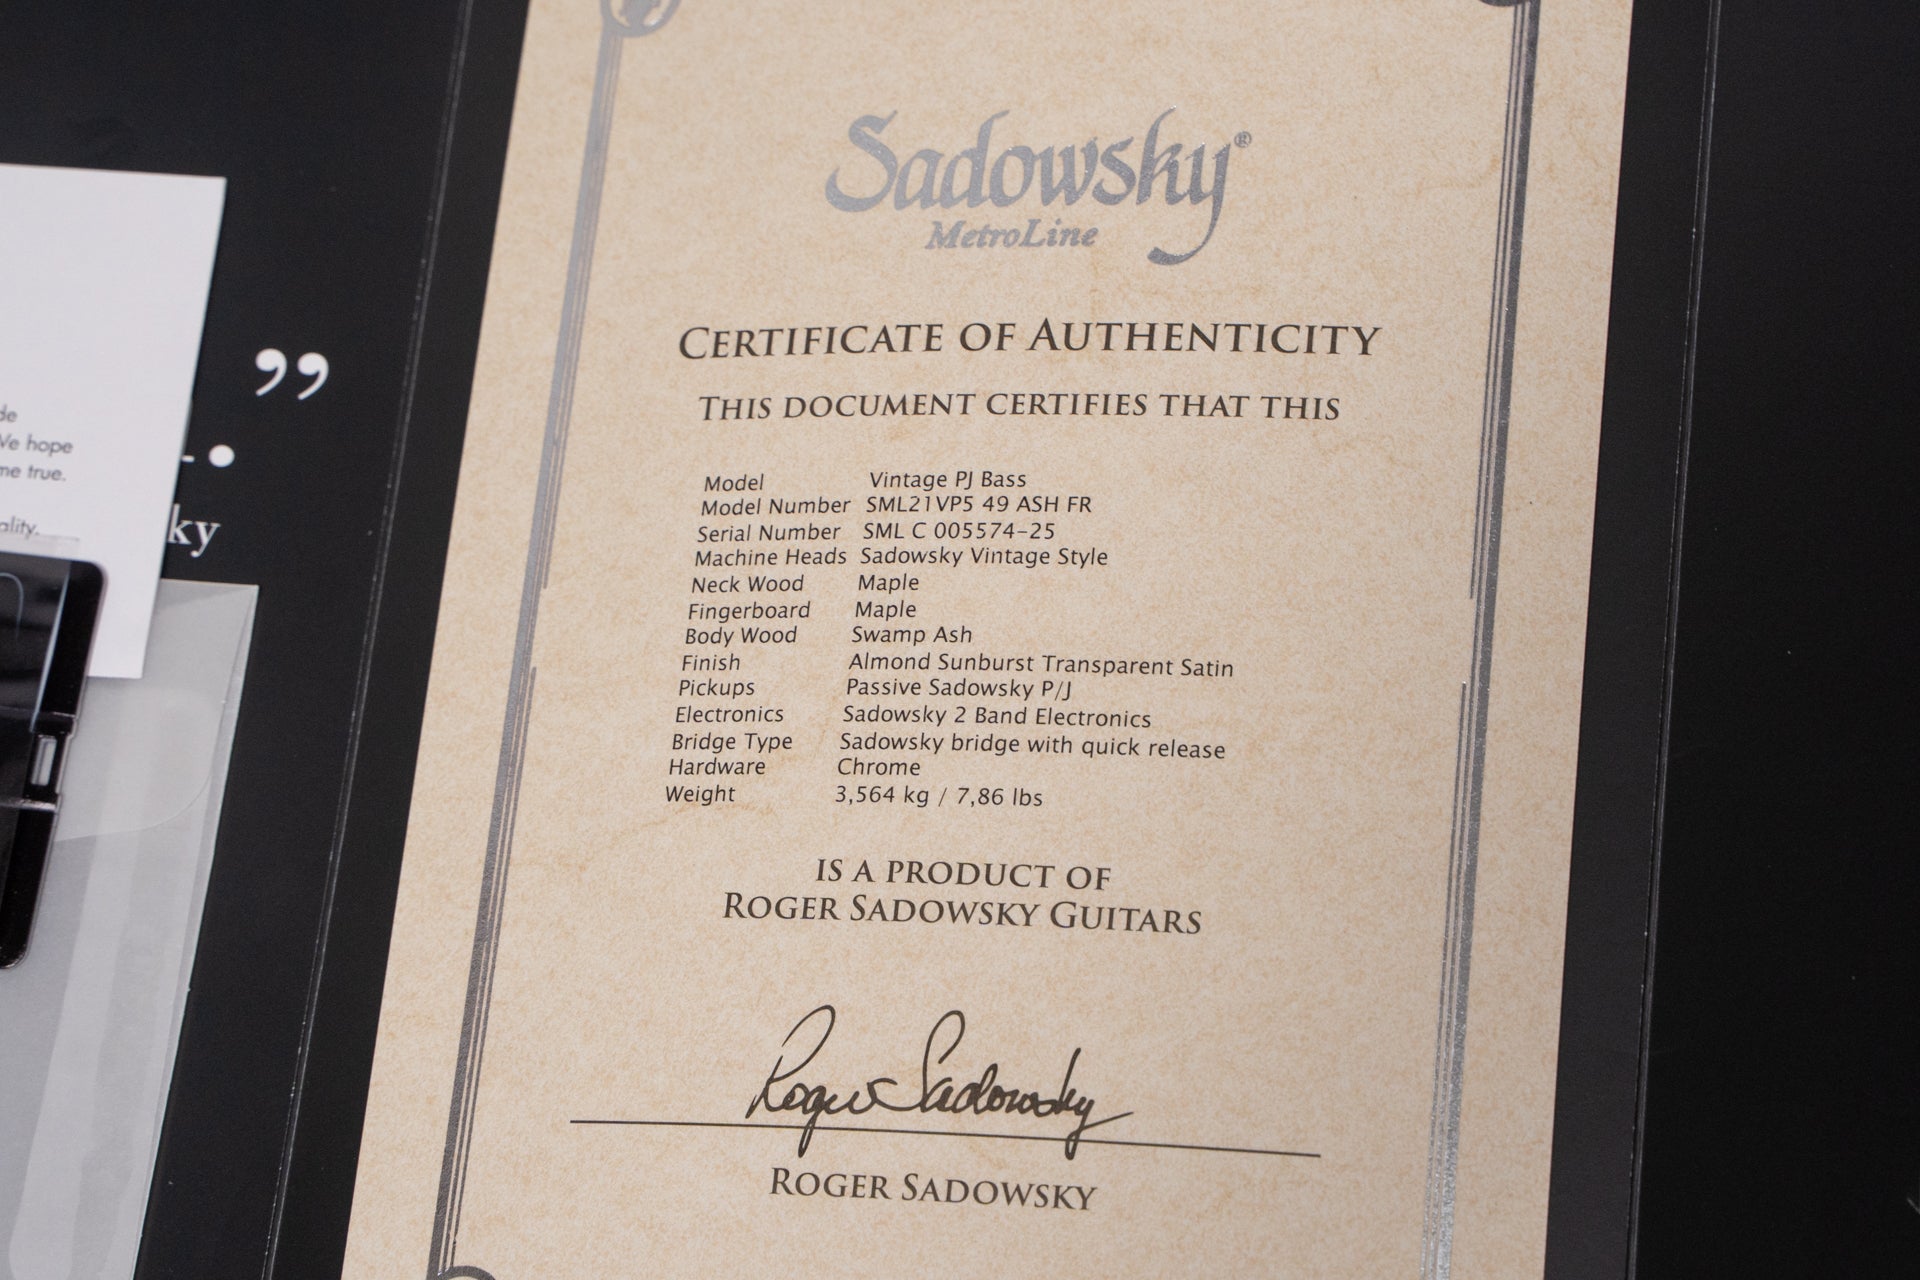 de
We hope
me true.
ality.
”
.
ky
Sadowsky®
MetroLine
CERTIFICATE OF AUTHENTICITY
THIS DOCUMENT CERTIFIES THAT THIS
Model Vintage PJ Bass
Model Number SML21VP5 49 ASH FR
Serial Number SML C 005574-25
Machine Heads Sadowsky Vintage Style
Neck Wood Maple
Fingerboard Maple
Body Wood Swamp Ash
Finish Almond Sunburst Transparent Satin
Pickups Passive Sadowsky P/J
Electronics Sadowsky 2 Band Electronics
Bridge Type Sadowsky bridge with quick release
Hardware Chrome
Weight 3,564 kg / 7,86 lbs
IS A PRODUCT OF
ROGER SADOWSKY GUITARS
Roger Sadowsky
ROGER SADOWSKY